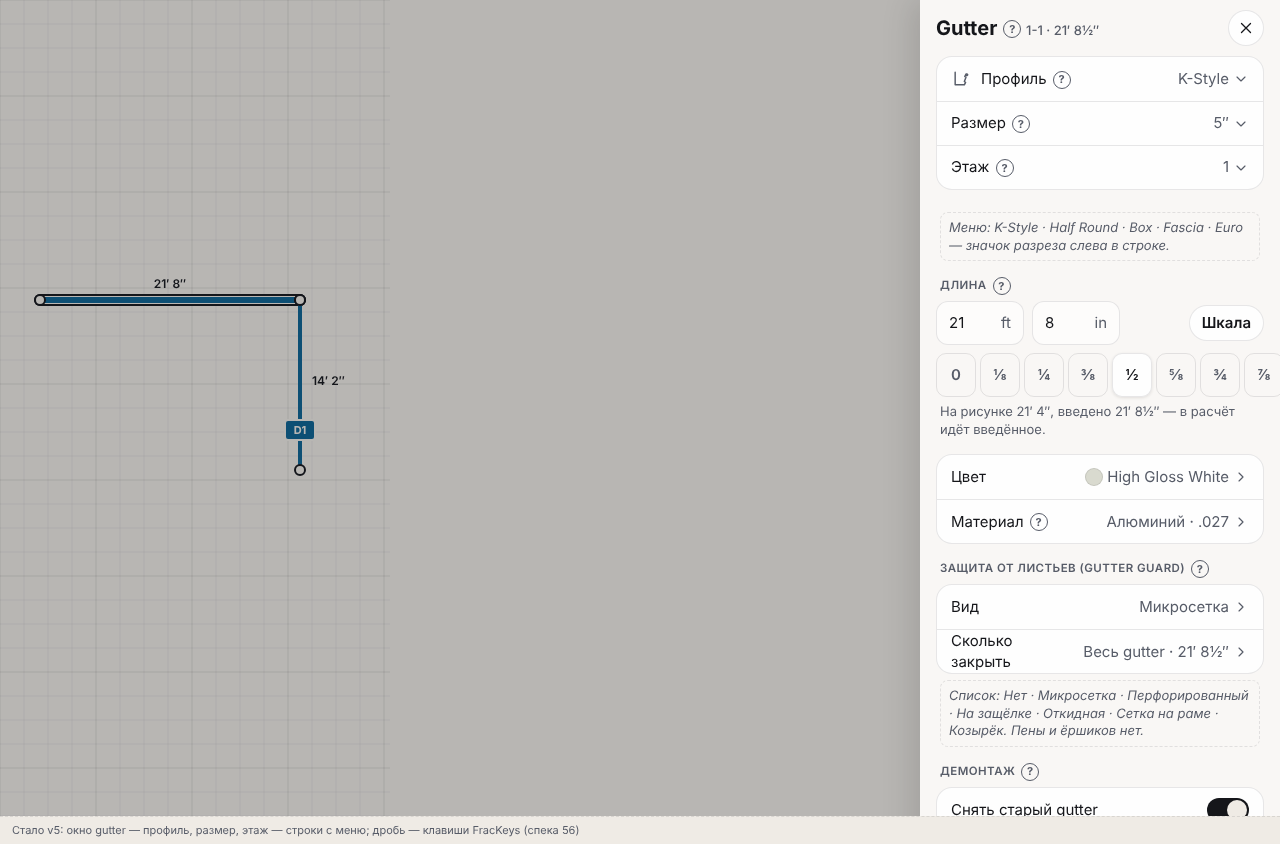 Gutter ? 1-1 · 21′ 8½″
Профиль ? K-Style
Размер ? 5″
Этаж ? 1
Меню: K-Style · Half Round · Box · Fascia · Euro
— значок разреза слева в строке.
21′ 8″
14′ 2″
D1
ДЛИНА ?
21 ft 8 in Шкала
0 ⅛ ¼ ⅜ ½ ⅝ ¾ ⅞
На рисунке 21′ 4″, введено 21′ 8½″ — в расчёт
идёт введённое.
Цвет High Gloss White
Материал ? Алюминий · .027
ЗАЩИТА ОТ ЛИСТЬЕВ (GUTTER GUARD) ?
Вид Микросетка
Сколько
закрыть Весь gutter · 21′ 8½″
Список: Нет · Микросетка · Перфорированный
· На защёлке · Откидная · Сетка на раме ·
Козырёк. Пены и ёршиков нет.
ДЕМОНТАЖ ?
Снять старый gutter
Стало v5: окно gutter — профиль, размер, этаж — строки с меню; дробь — клавиши FracKeys (спека 56)